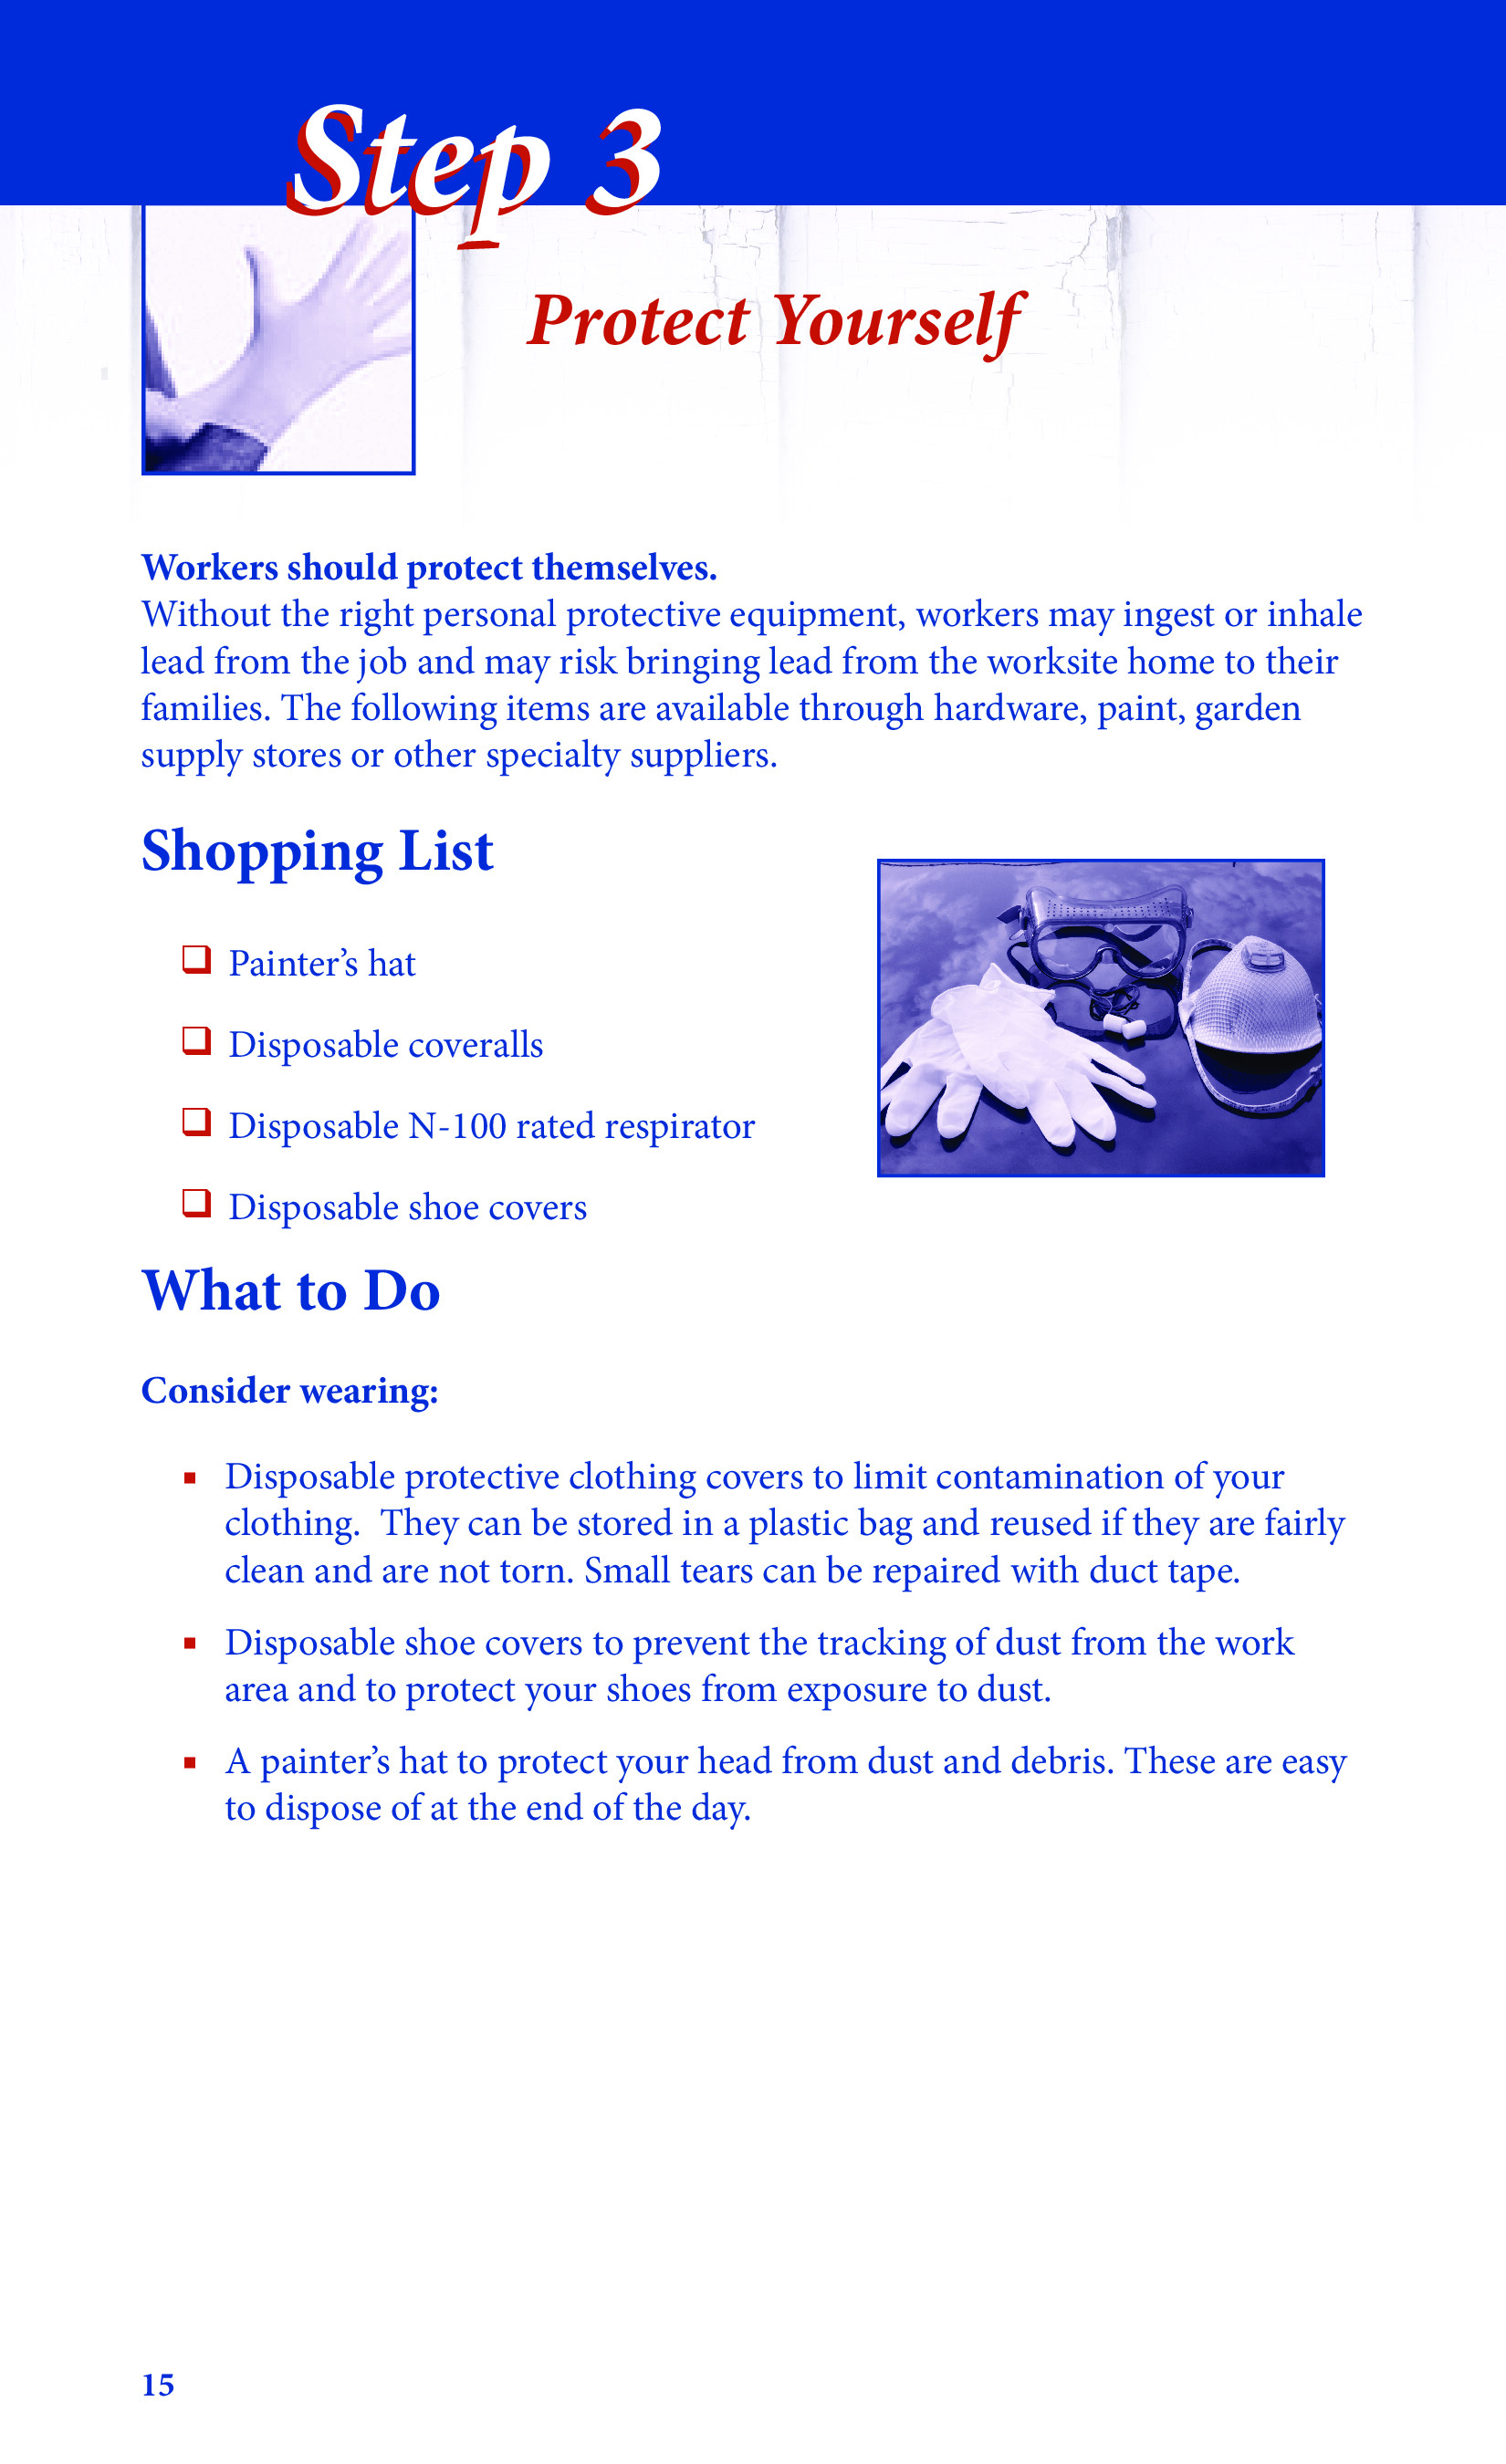 Step 3
Protect Yourself
Workers should protect themselves.
Without the right personal protective equipment, workers may ingest or inhale
lead from the job and may risk bringing lead from the worksite home to their
families. The following items are available through hardware, paint, garden
supply stores or other specialty suppliers.
Shopping List
❑ Painter’s hat
❑ Disposable coveralls
❑ Disposable N-100 rated respirator
❑ Disposable shoe covers
What to Do
Consider wearing:
▪ Disposable protective clothing covers to limit contamination of your
clothing.  They can be stored in a plastic bag and reused if they are fairly
clean and are not torn. Small tears can be repaired with duct tape.
▪ Disposable shoe covers to prevent the tracking of dust from the work
area and to protect your shoes from exposure to dust.
▪ A painter’s hat to protect your head from dust and debris. These are easy
to dispose of at the end of the day.
15